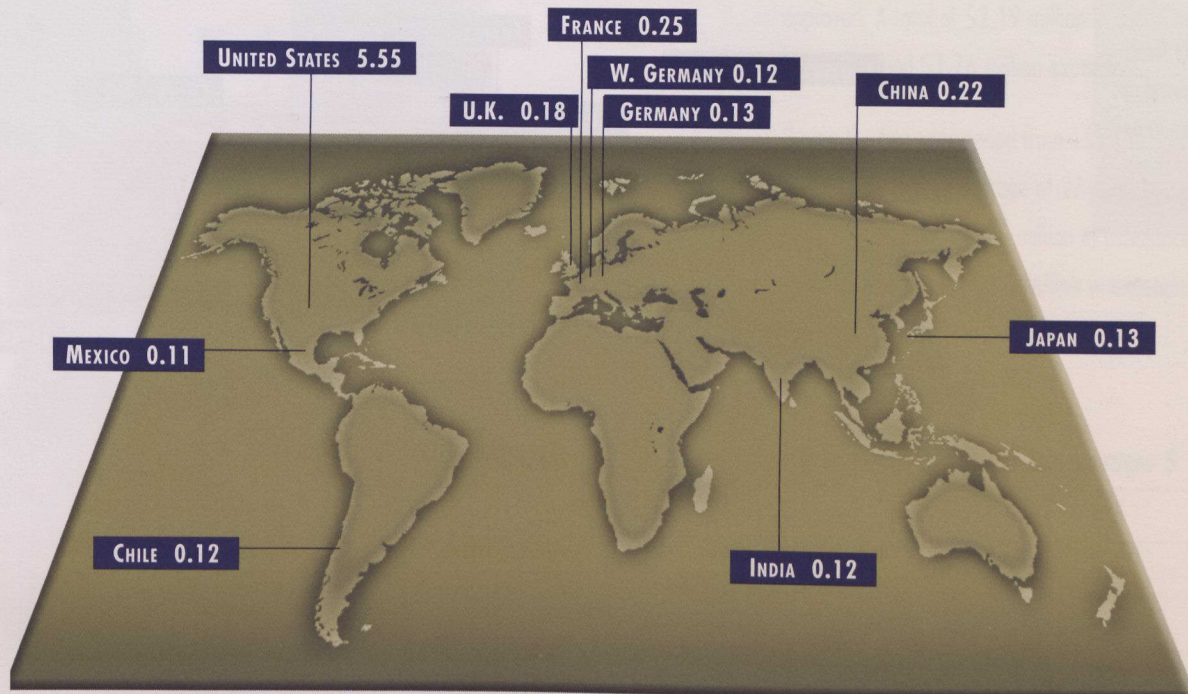 FRANCE 0.25
UNITED STATES 5.55
W. GERMANY 0.12
CHINA 0.22
U.K. 0.18
GERMANY 0.13
MEXICO 0.11
JAPAN 0.13
CHILE 0.12
INDIA 0.12